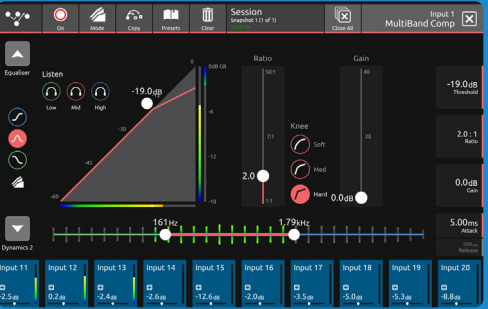 On
Mode
Copy
Presets
Clear
Session
Snapshot 1 (1 of 1)
Close All
Input 1
MultiBand Comp
Equaliser
Listen
Low
Mid
High
-19.0dB
0
0dB GR
-6
-12
-18
-30
-45
-60
Ratio
50:1
7:1
2.0
1:1
Knee
Soft
Med
Hard
Gain
40
20
0.0dB
-19.0dB
Threshold
2.0 : 1
Ratio
0.0dB
Gain
5.00ms
Attack
200ms
Release
Dynamics 2
161Hz
1.79kHz
Input 11
Input 12
Input 13
Input 14
Input 15
Input 16
Input 17
Input 18
Input 19
Input 20
-2.5dB
0.2dB
-2.4dB
-2.6dB
-12.6dB
-2.0dB
-3.5dB
-5.0dB
-5.3dB
-8.8dB